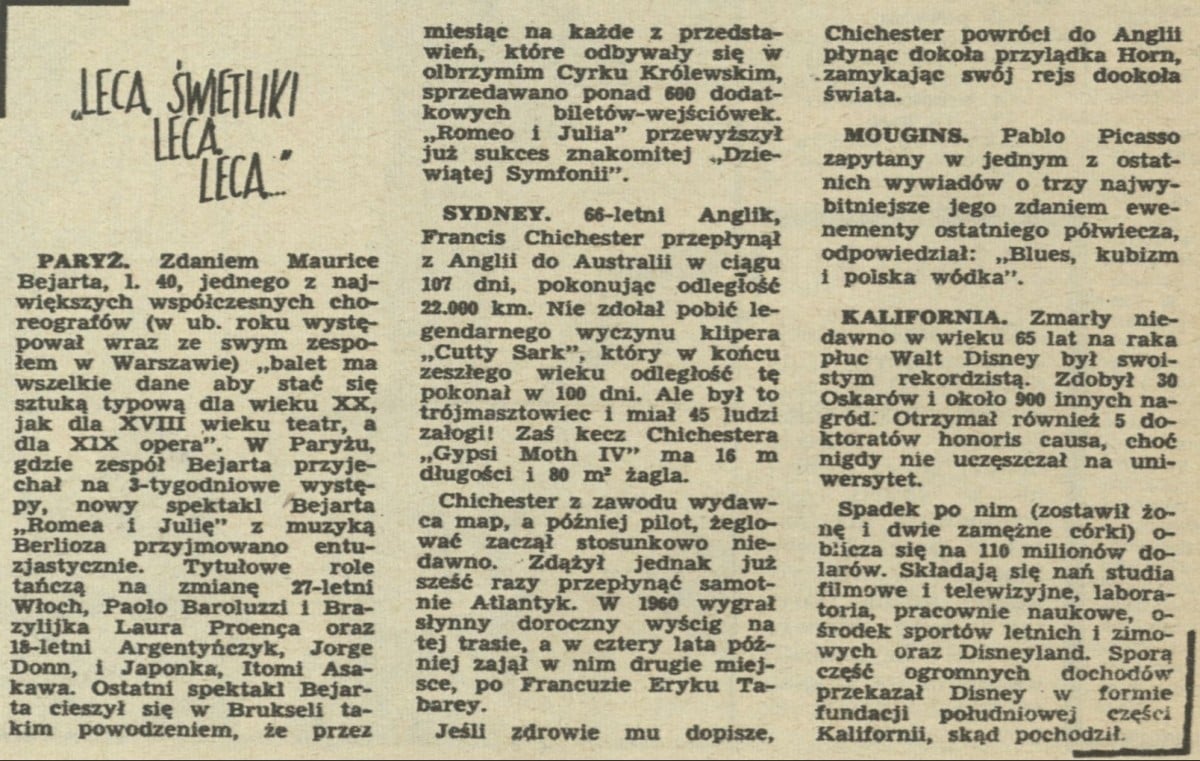 „LECĄ ŚWIETLIKI
LECĄ
LECĄ...”
PARYŻ. Zdaniem Maurice
Bejarta, l. 40, jednego z naj-
większych współczesnych cho-
reografów (w ub. roku wystę-
pował wraz ze swym zespo-
łem w Warszawie) „balet ma
wszelkie dane aby stać się
sztuką typową dla wieku XX,
jak dla XVIII wieku teatr, a
dla XIX opera”. W Paryżu,
gdzie zespół Bejarta przyje-
chał na 3-tygodniowe wystę-
py, nowy spektakl Bejarta
„Romea i Julię” z muzyką
Berlioza przyjmowano entu-
zjastycznie. Tytułowe role
tańczą na zmianę 27-letni
Włoch, Paolo Baroluzzi i Bra-
zylijka Laura Proença oraz
18-letni Argentyńczyk, Jorge
Donn, i Japonka, Itomi Asa-
kawa. Ostatni spektakl Bejar-
ta cieszył się w Brukseli ta-
kim powodzeniem, że przez
miesiąc na każde z przedsta-
wień, które odbywały się w
olbrzymim Cyrku Królewskim,
sprzedawano ponad 600 dodat-
kowych biletów-wejściówek.
„Romeo i Julia” przewyższył
już sukces znakomitej „Dzie-
wiątej Symfonii”.
SYDNEY. 66-letni Anglik,
Francis Chichester przepłynął
z Anglii do Australii w ciągu
107 dni, pokonując odległość
22.000 km. Nie zdołał pobić le-
gendarnego wyczynu klipera
„Cutty Sark”, który w końcu
zeszłego wieku odległość tę
pokonał w 100 dni. Ale był to
trójmasztowiec i miał 45 ludzi
załogi! Zaś kecz Chichestera
„Gypsi Moth IV” ma 16 m
długości i 80 m² żagla.
Chichester z zawodu wydaw-
ca map, a później pilot, żeglo-
wać zaczął stosunkowo nie-
dawno. Zdążył jednak już
sześć razy przepłynąć samot-
nie Atlantyk. W 1960 wygrał
słynny doroczny wyścig na
tej trasie, a w cztery lata póź-
niej zajął w nim drugie miej-
sce, po Francuzie Eryku Ta-
barey.
Jeśli zdrowie mu dopisze,
Chichester powróci do Anglii
płynąc dokoła przylądka Horn,
zamykając swój rejs dookoła
świata.
MOUGINS. Pablo Picasso
zapytany w jednym z ostat-
nich wywiadów o trzy najwy-
bitniejsze jego zdaniem ewe-
nementy ostatniego półwiecza,
odpowiedział: „Blues, kubizm
i polska wódka”.
KALIFORNIA. Zmarły nie-
dawno w wieku 65 lat na raka
płuc Walt Disney był swoi-
stym rekordzistą. Zdobył 30
Oskarów i około 900 innych na-
gród. Otrzymał również 5 do-
ktoratów honoris causa, choć
nigdy nie uczęszczał na uni-
wersytet.
Spadek po nim (zostawił żo-
nę i dwie zamężne córki) o-
blicza się na 110 milionów do-
larów. Składają się nań studia
filmowe i telewizyjne, labora-
toria, pracownie naukowe, o-
środek sportów letnich i zimo-
wych oraz Disneyland. Sporą
część ogromnych dochodów
przekazał Disney w formie
fundacji południowej części
Kalifornii, skąd pochodził.